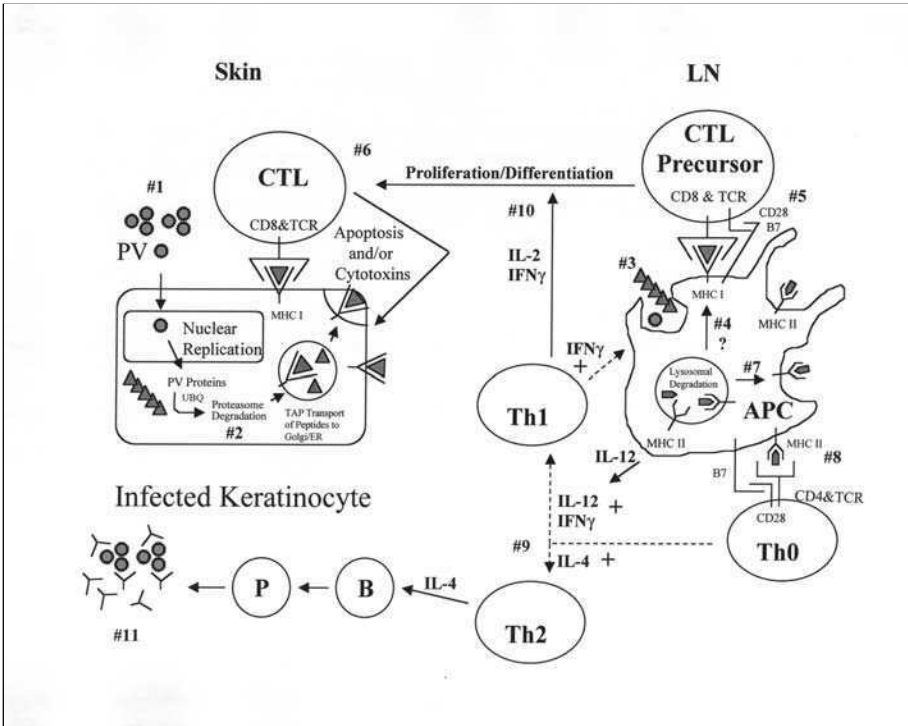 Skin
LN
#1
PV
CTL
#6
CD8&TCR
Proliferation/Differentiation
#10
IL-2
IFNγ
CTL
Precursor
CD8 & TCR
#5
CD28
B7
Apoptosis
and/or
Cytotoxins
MHC I
Nuclear
Replication
PV Proteins
UBQ
Proteasome
Degradation
#2
TAP Transport
of Peptides to
Golgi/ER
Infected Keratinocyte
#3
MHC I
MHC II
#4
?
IFNγ
+
Th1
Lysosomal
Degradation
#7
APC
MHC II
IL-12
B7
MHC II
#8
CD4&TCR
CD28
Th0
IL-12
IFNγ
+
#9
IL-4
+
Th2
IL-4
B
P
#11